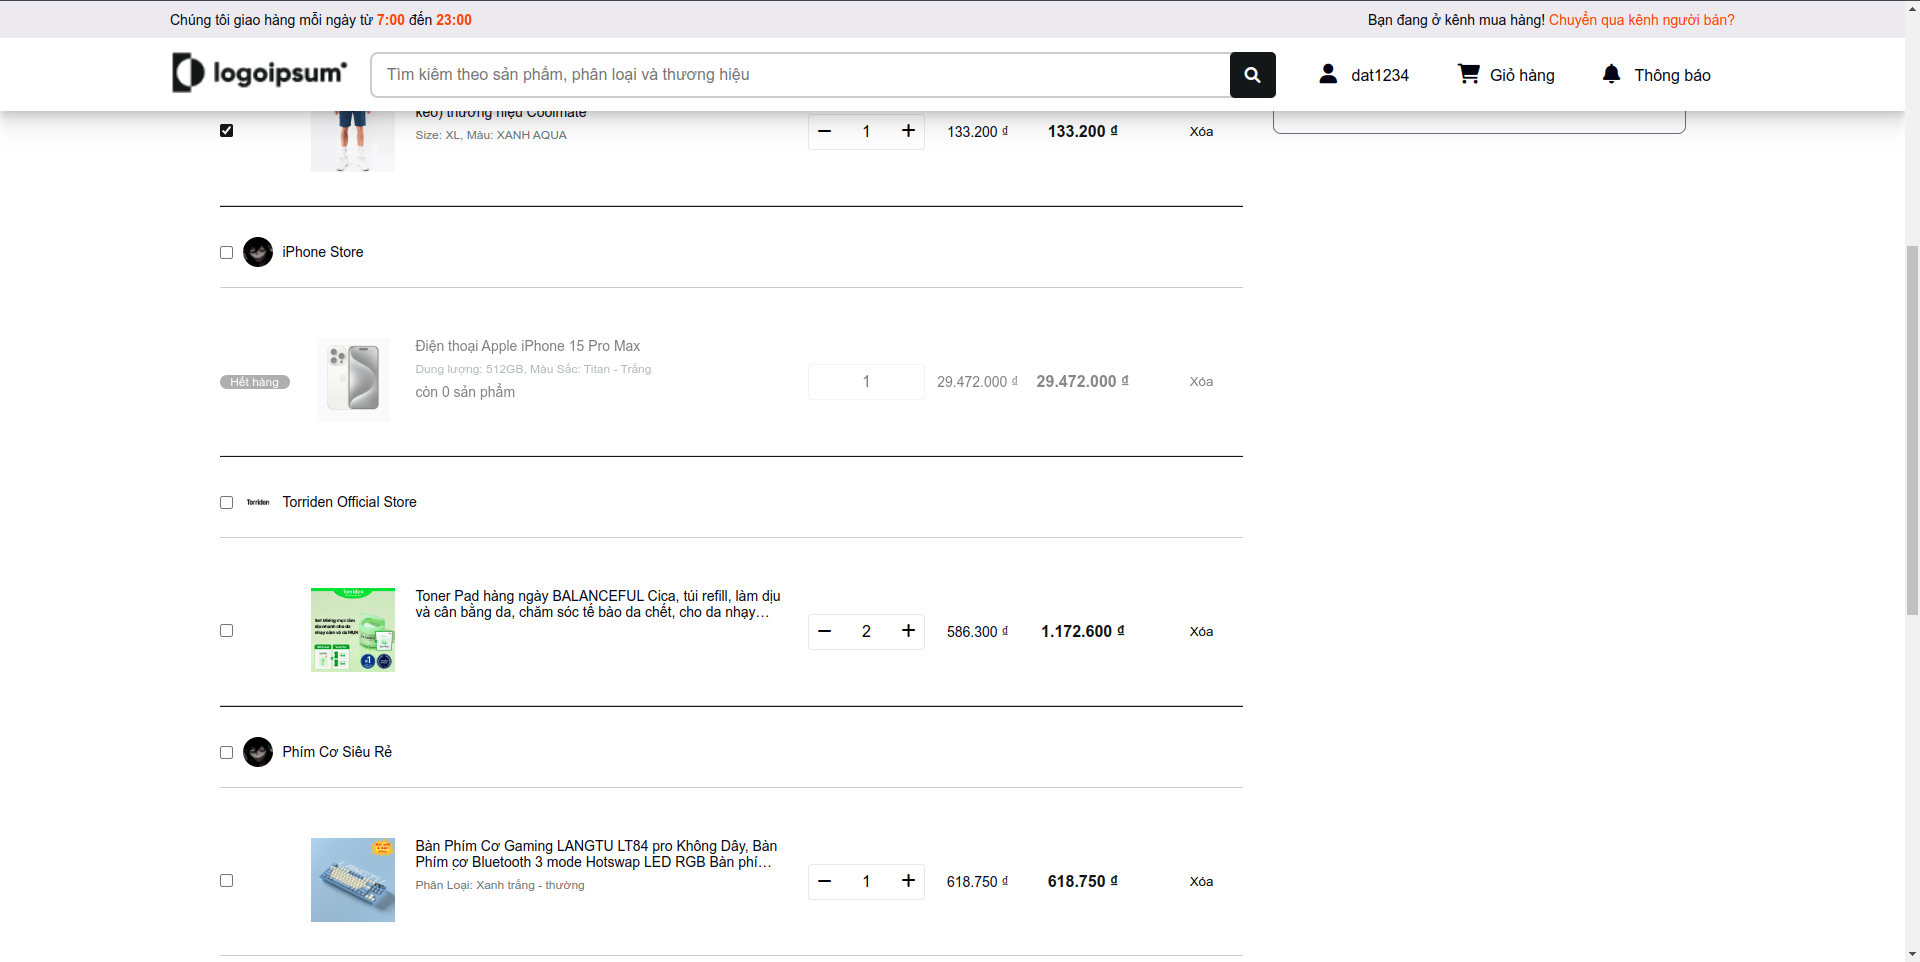 Chúng tôi giao hàng mỗi ngày từ 7:00 đến 23:00
Bạn đang ở kênh mua hàng! Chuyển qua kênh người bán?
logoipsum
Tìm kiếm theo sản phẩm, phân loại và thương hiệu
dat1234
Giỏ hàng
Thông báo
kéo) thương hiệu Coolmate
Size: XL, Màu: XANH AQUA
1
133.200 ₫
133.200 ₫
Xóa
iPhone Store
Hết hàng
Điện thoại Apple iPhone 15 Pro Max
Dung lượng: 512GB, Màu Sắc: Titan - Trắng
còn 0 sản phẩm
1
29.472.000 ₫
29.472.000 ₫
Xóa
Torriden
Torriden Official Store
Torriden
Toner Pad hàng ngày BALANCEFUL Cica, túi refill, làm dịu
và cân bằng da, chăm sóc tế bào da chết, cho da nhạy…
2
586.300 ₫
1.172.600 ₫
Xóa
Phím Cơ Siêu Rẻ
Bàn Phím Cơ Gaming LANGTU LT84 pro Không Dây, Bàn
Phím cơ Bluetooth 3 mode Hotswap LED RGB Bàn phí…
Phân Loại: Xanh trắng - thường
1
618.750 ₫
618.750 ₫
Xóa